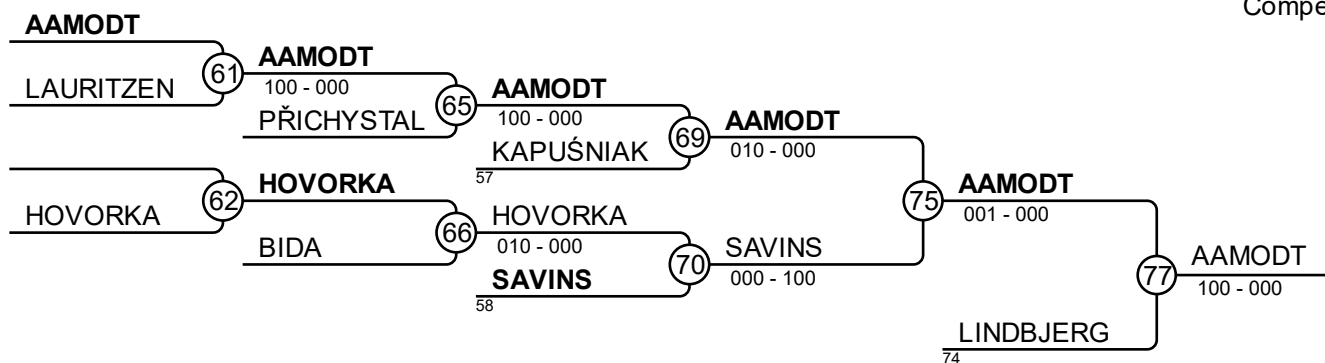 Compe
AAMODT
LAURITZEN
61
AAMODT
100 - 000
PŘICHYSTAL
65
AAMODT
100 - 000
KAPUŚNIAK
57
69
AAMODT
010 - 000
HOVORKA
62
HOVORKA
BIDA
66
HOVORKA
010 - 000
SAVINS
58
70
SAVINS
000 - 100
75
AAMODT
001 - 000
LINDBJERG
74
77
AAMODT
100 - 000